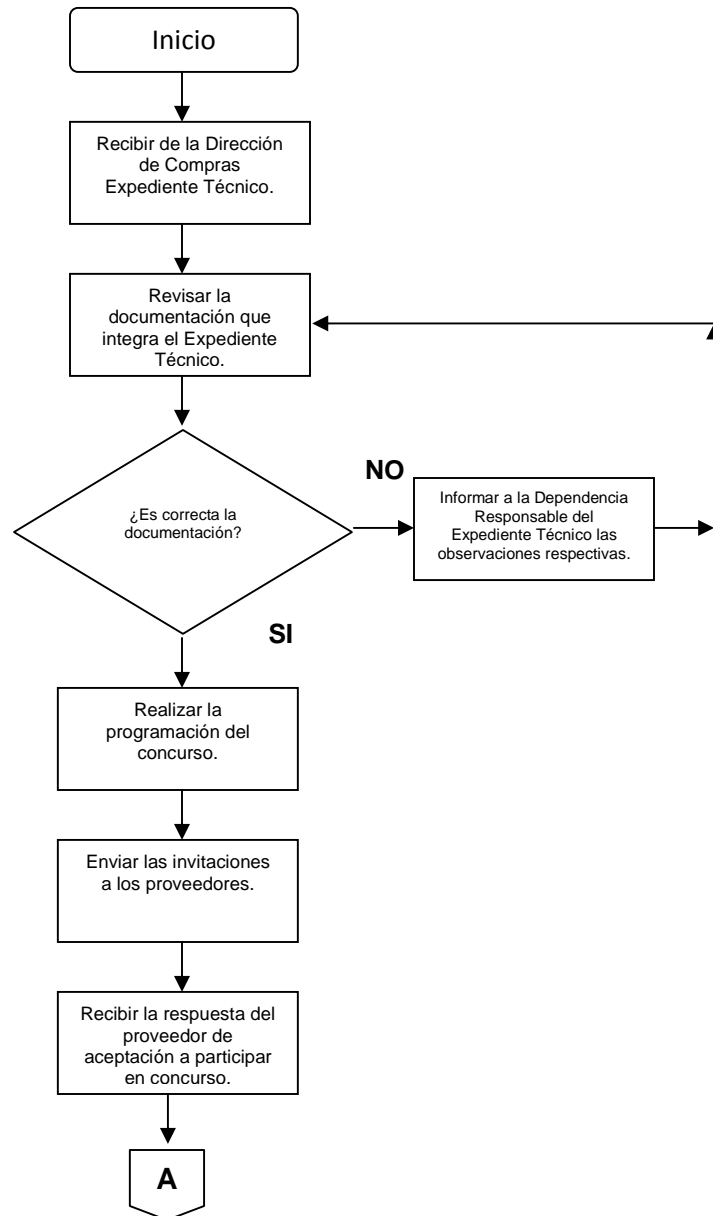 Inicio
Recibir de la Dirección
de Compras
Expediente Técnico.
Revisar la
documentación que
integra el Expediente
Técnico.
¿Es correcta la
documentación?
NO
Informar a la Dependencia
Responsable del
Expediente Técnico las
observaciones respectivas.
SI
Realizar la
programación del
concurso.
Enviar las invitaciones
a los proveedores.
Recibir la respuesta del
proveedor de
aceptación a participar
en concurso.
A